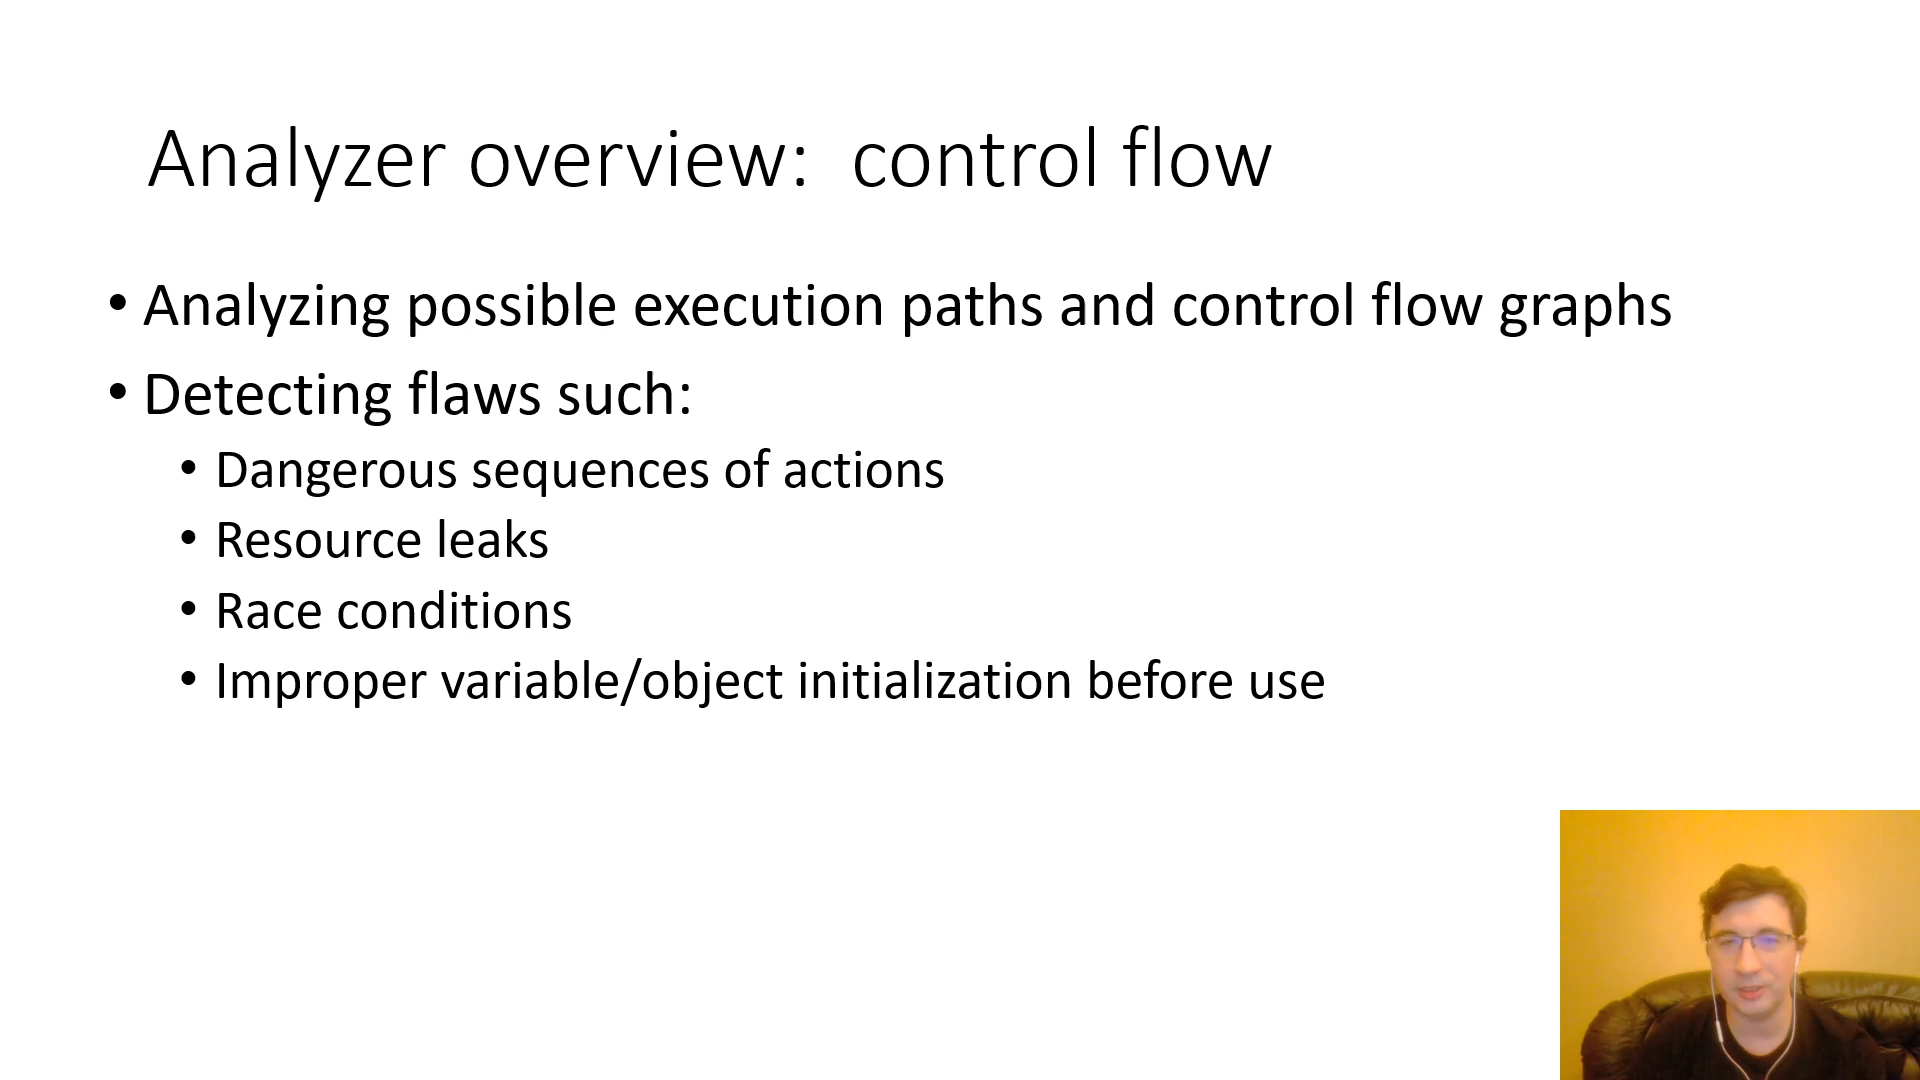 Analyzer overview:  control flow
• Analyzing possible execution paths and control flow graphs
• Detecting flaws such:
• Dangerous sequences of actions
• Resource leaks
• Race conditions
• Improper variable/object initialization before use